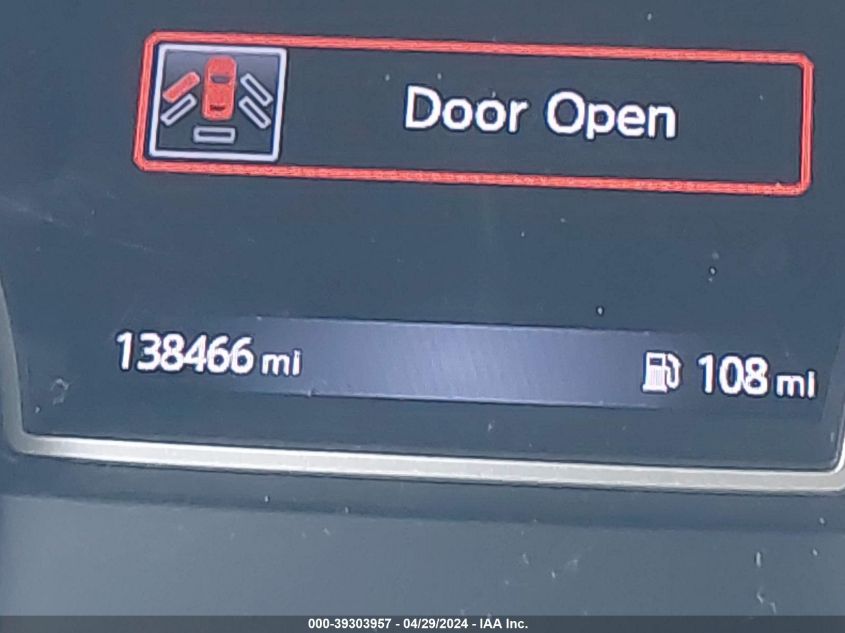 Door Open
138466 mi 108 mi
000-39303957 - 04/29/2024 - IAA Inc.